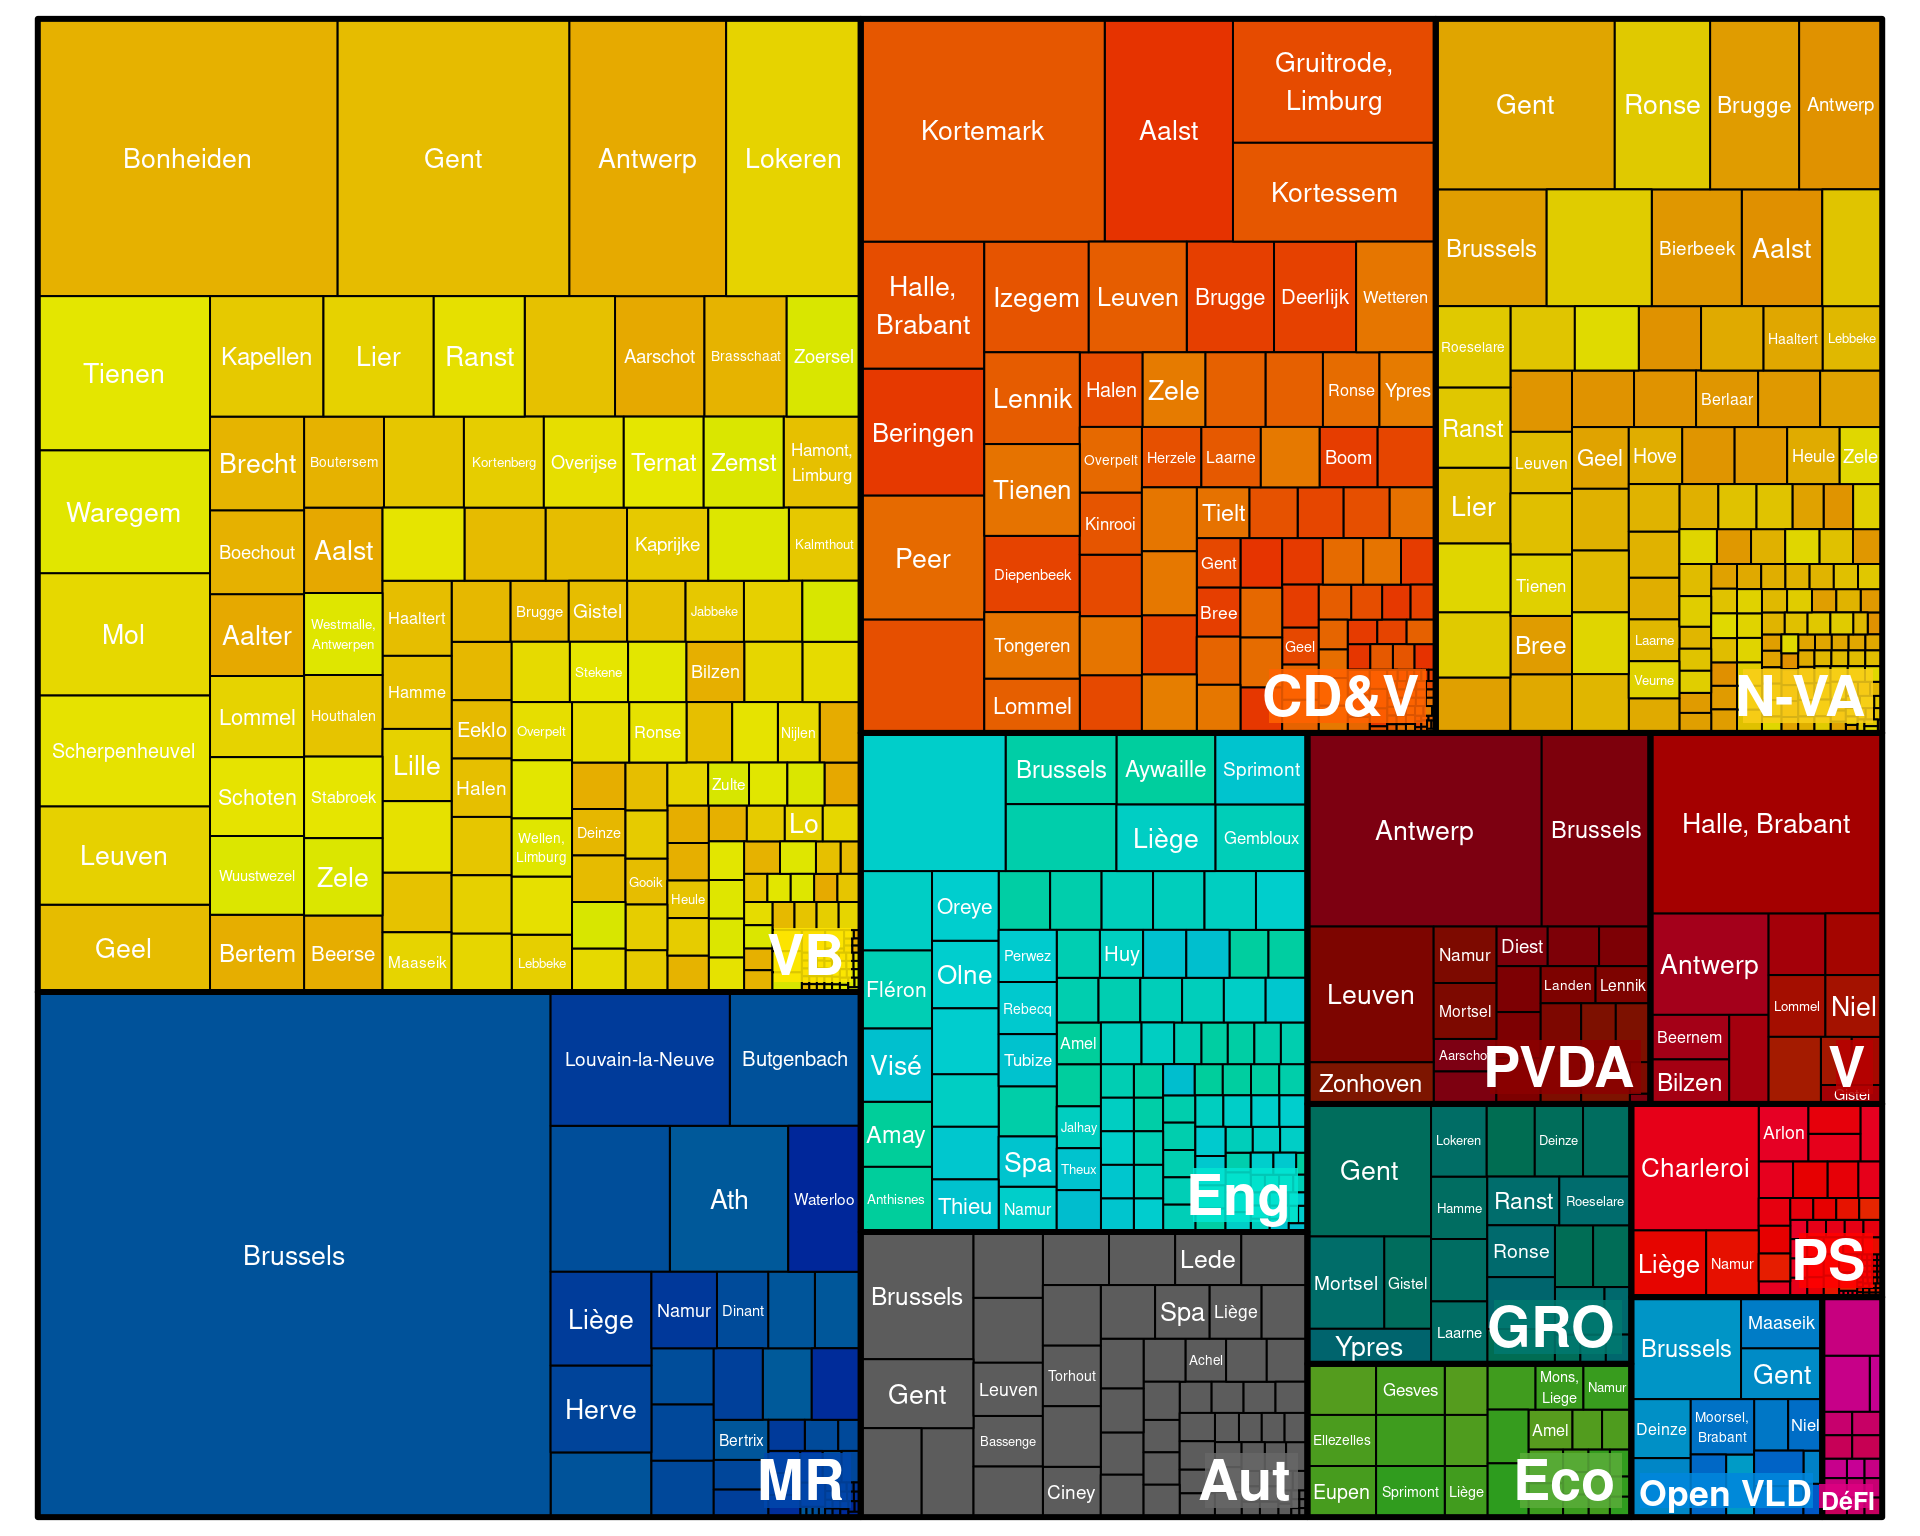 Bonheiden
Gent
Antwerp
Lokeren
Tienen
Kapellen
Lier
Ranst
Aarschot
Brasschaat
Zoersel
Waregem
Brecht
Boutersem
Kortenberg
Overijse
Ternat
Zemst
Hamont,
Limburg
Boechout
Aalst
Kaprijke
Kalmthout
Mol
Aalter
Westmalle,
Antwerpen
Haaltert
Brugge
Gistel
Jabbeke
Stekene
Bilzen
Scherpenheuvel
Lommel
Houthalen
Hamme
Eeklo
Overpelt
Ronse
Nijlen
Schoten
Stabroek
Lille
Halen
Zulte
Leuven
Wuustwezel
Zele
Wellen,
Limburg
Deinze
Lo
Gooik
Heule
Geel
Bertem
Beerse
Maaseik
Lebbeke
VB
Kortemark
Aalst
Gruitrode,
Limburg
Kortessem
Halle,
Brabant
Izegem
Leuven
Brugge
Deerlijk
Wetteren
Beringen
Lennik
Halen
Zele
Ronse
Ypres
Overpelt
Herzele
Laarne
Boom
Tienen
Kinrooi
Tielt
Peer
Diepenbeek
Gent
Bree
Tongeren
Geel
Lommel
CD&V
Gent
Ronse
Brugge
Antwerp
Brussels
Bierbeek
Aalst
Roeselare
Haaltert
Lebbeke
Berlaar
Ranst
Leuven
Geel
Hove
Heule
Zele
Lier
Tienen
Bree
Laarne
Veurne
N-VA
Brussels
Louvain-la-Neuve
Butgenbach
Ath
Waterloo
Liège
Namur
Dinant
Herve
Bertrix
MR
Brussels
Aywaille
Sprimont
Liège
Gembloux
Oreye
Perwez
Huy
Fléron
Olne
Rebecq
Visé
Tubize
Amel
Amay
Jalhay
Spa
Theux
Anthisnes
Thieu
Namur
Eng
Brussels
Lede
Spa
Liège
Gent
Leuven
Torhout
Achel
Bassenge
Ciney
Aut
Antwerp
Brussels
Leuven
Namur
Diest
Landen
Lennik
Mortsel
Aarscho
Zonhoven
PVDA
Halle, Brabant
Antwerp
Lommel
Niel
Beernem
Bilzen
Gistel
V
Gent
Lokeren
Deinze
Hamme
Ranst
Roeselare
Ronse
Mortsel
Gistel
Laarne
Ypres
GRO
Charleroi
Arlon
Liège
Namur
PS
Gesves
Mons,
Liege
Namur
Ellezelles
Amel
Eupen
Sprimont
Liège
Eco
Brussels
Maaseik
Gent
Deinze
Moorsel,
Brabant
Niel
Open VLD
DéFI